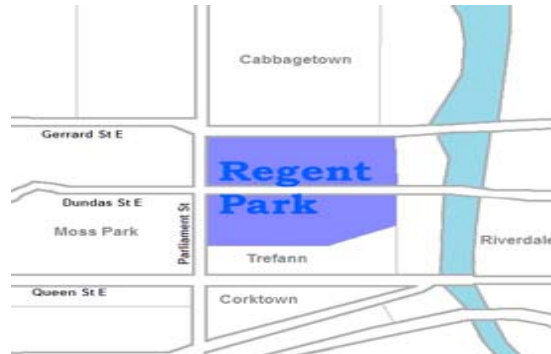 Cabbagetown
Gerrard St E
Regent
Park
Dundas St E
Moss Park
Parliament St
Riverdale
Trefann
Queen St E
Corktown